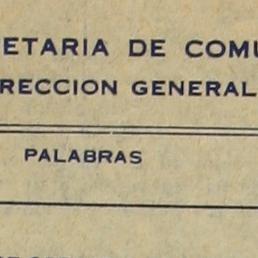 ETARIA DE COMU
RECCION GENERAL
PALABRAS